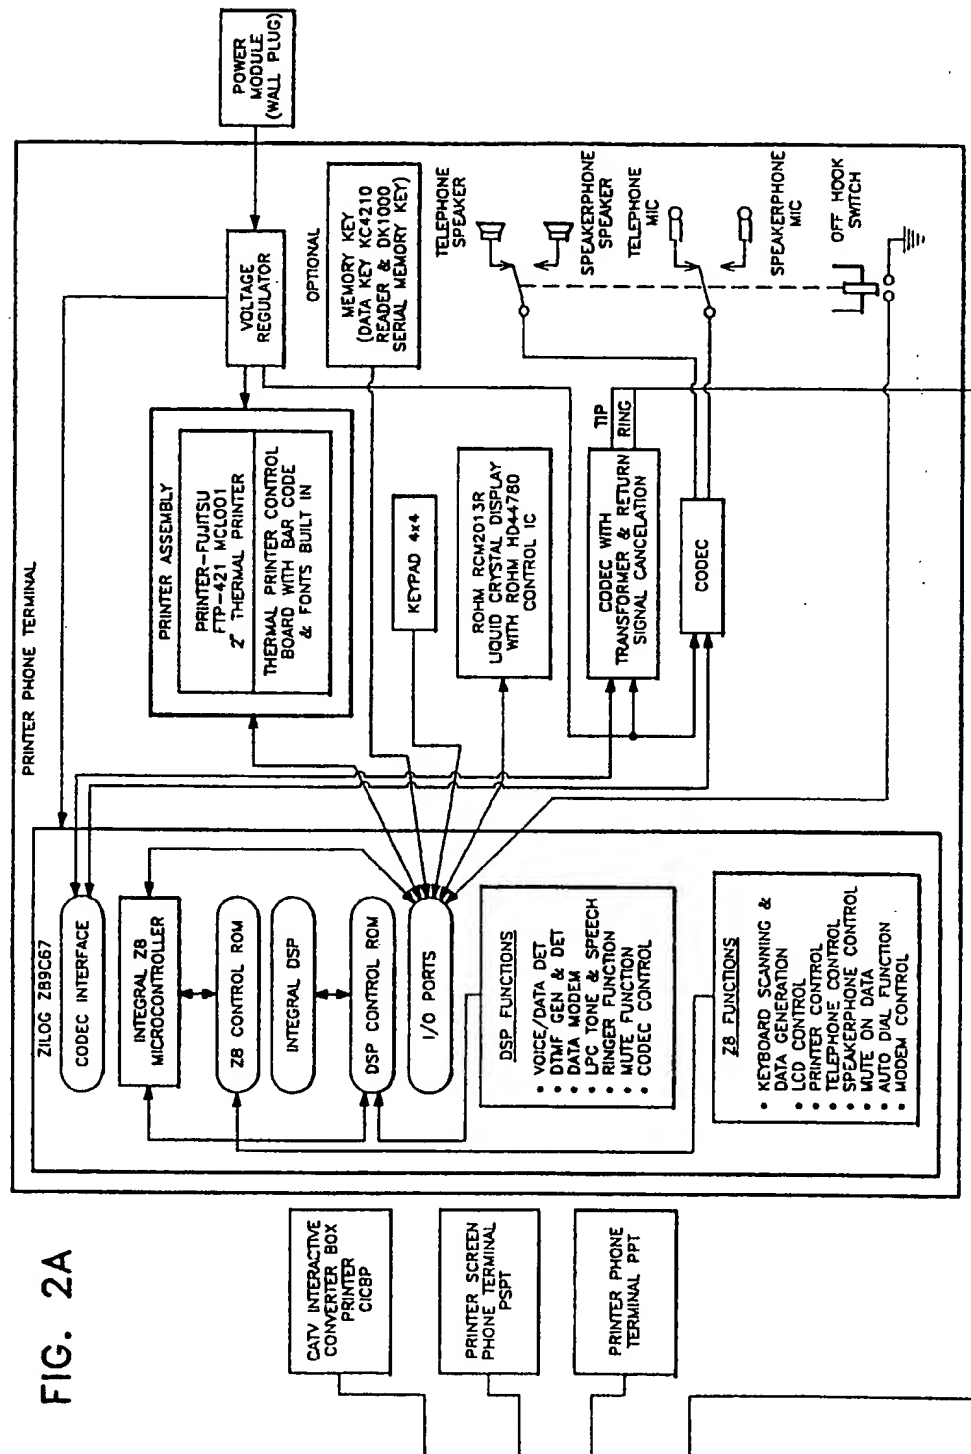 FIG. 2A
PRINTER PHONE TERMINAL
POWER
MODULE
(WALL PLUG)
VOLTAGE
REGULATOR
OPTIONAL
MEMORY KEY
(DATA KEY KC4210
READER & DK1000
SERIAL MEMORY KEY)
PRINTER ASSEMBLY
PRINTER-FUJITSU
FTP-421 MCL001
2" THERMAL PRINTER
THERMAL PRINTER CONTROL
BOARD WITH BAR CODE
& FONTS BUILT IN
KEYPAD 4x4
ROHM RCM2013R
LIQUID CRYSTAL DISPLAY
WITH ROHM HD44780
CONTROL IC
CODEC WITH
TRANSFORMER & RETURN
SIGNAL CANCELATION
TIP
RING
CODEC
TELEPHONE
SPEAKER
SPEAKERPHONE
SPEAKER
TELEPHONE
MIC
SPEAKERPHONE
MIC
OFF HOOK
SWITCH
ZILOG Z89C67
CODEC INTERFACE
INTEGRAL Z8
MICROCONTROLLER
Z8 CONTROL ROM
INTEGRAL DSP
DSP CONTROL ROM
I/O PORTS
DSP FUNCTIONS
• VOICE/DATA DET
• DTMF GEN & DET
• DATA MODEM
• LPC TONE & SPEECH
• RINGER FUNCTION
• MUTE FUNCTION
• CODEC CONTROL
Z8 FUNCTIONS
• KEYBOARD SCANNING &
DATA GENERATION
• LCD CONTROL
• PRINTER CONTROL
• TELEPHONE CONTROL
• SPEAKERPHONE CONTROL
• MUTE ON DATA
• AUTO DIAL FUNCTION
• MODEM CONTROL
CATV INTERACTIVE
CONVERTER BOX
PRINTER
CICBP
PRINTER SCREEN
PHONE TERMINAL
PSPT
PRINTER PHONE
TERMINAL PPT